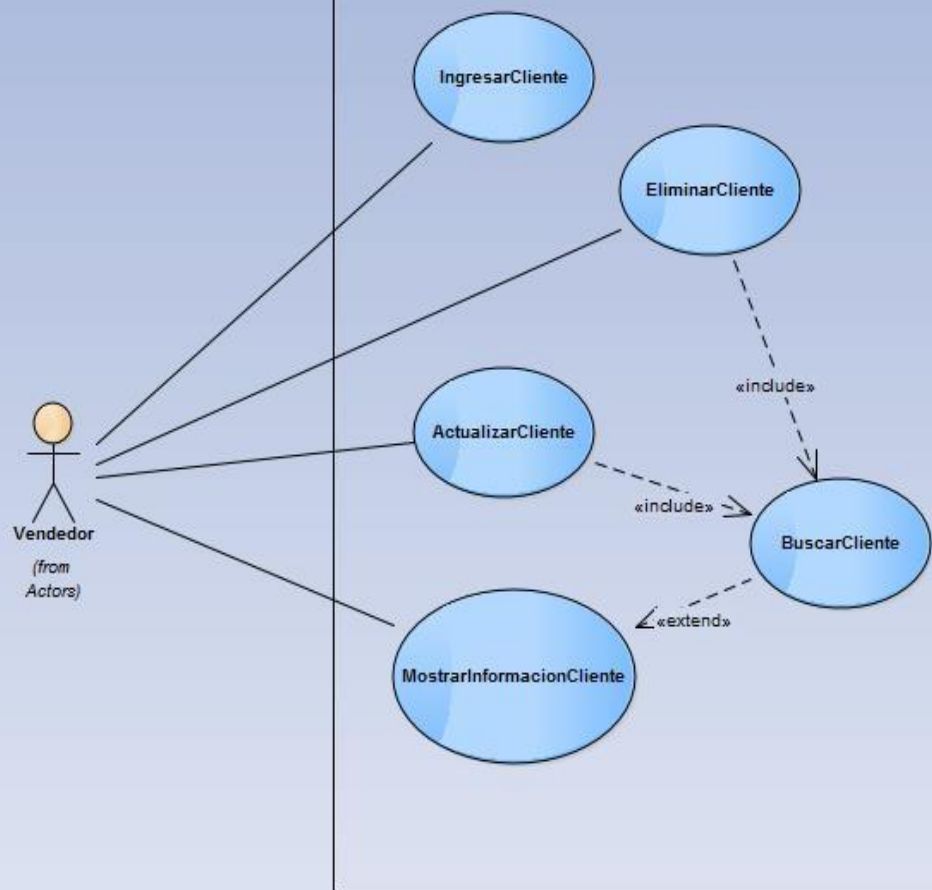 IngresarCliente
EliminarCliente
«include»
ActualizarCliente
«include»
BuscarCliente
Vendedor
(from
Actors)
«extend»
MostrarInformacionCliente